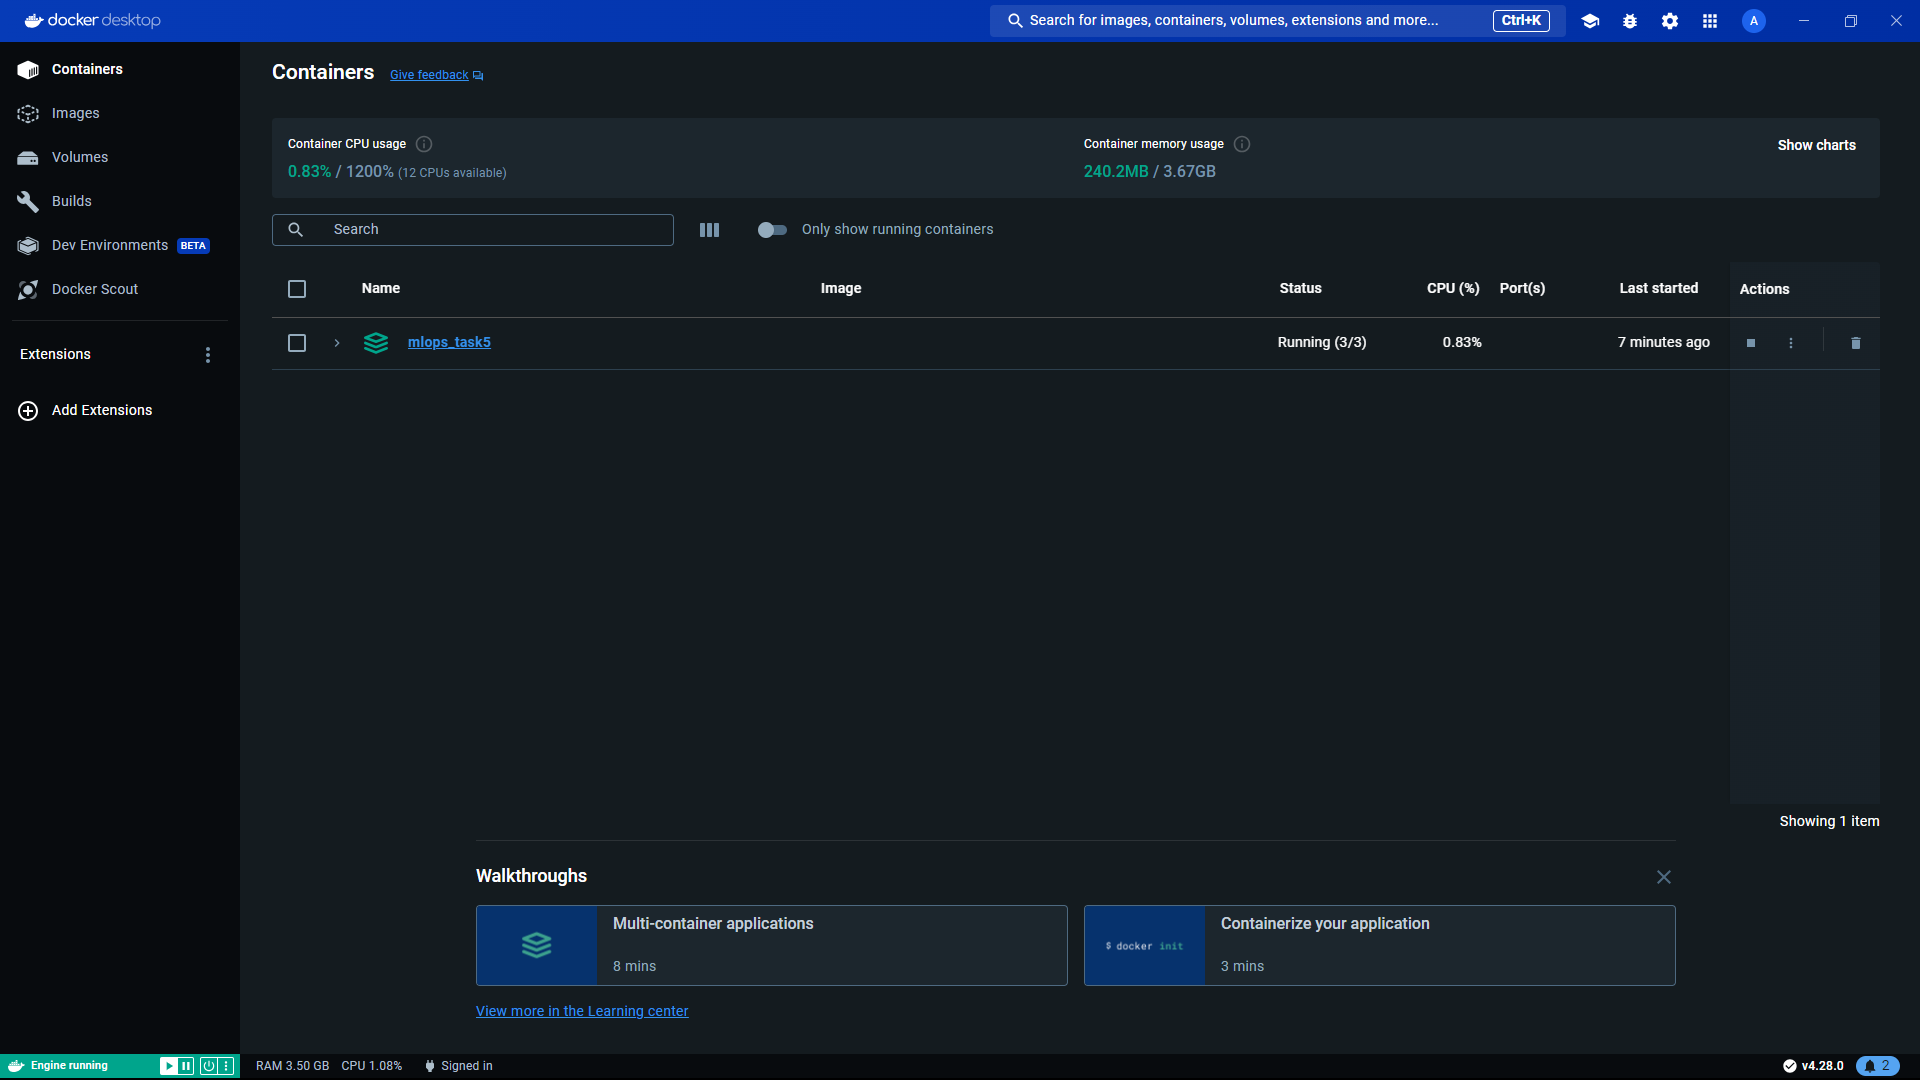 docker desktop
Search for images, containers, volumes, extensions and more... Ctrl+K
A
Containers
Images
Volumes
Builds
Dev Environments BETA
Docker Scout
Extensions
Add Extensions
Containers Give feedback
Container CPU usage
0.83% / 1200% (12 CPUs available)
Container memory usage
240.2MB / 3.67GB
Show charts
Search
Only show running containers
Name Image Status CPU (%) Port(s) Last started Actions
mlops_task5 Running (3/3) 0.83% 7 minutes ago
Showing 1 item
Walkthroughs
Multi-container applications
8 mins
$ docker init
Containerize your application
3 mins
View more in the Learning center
Engine running
RAM 3.50 GB CPU 1.08% Signed in
v4.28.0
2